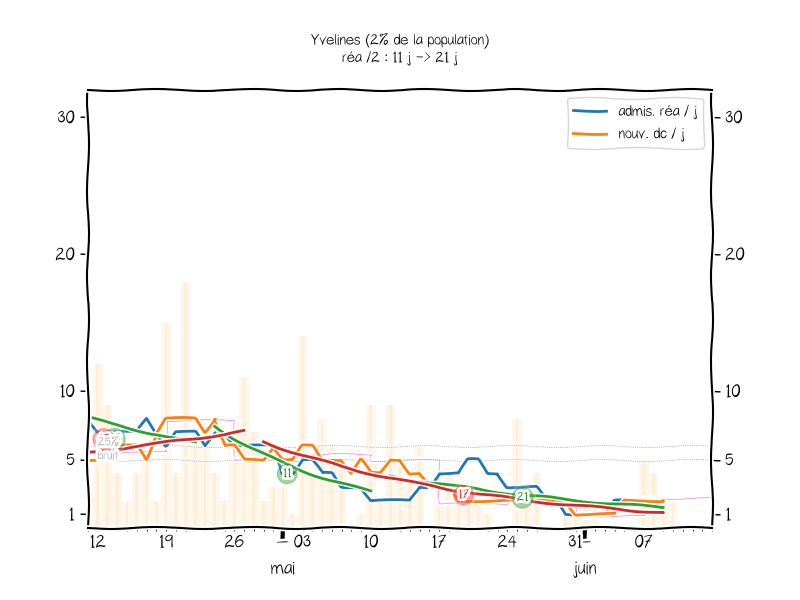 Yvelines (2% de la population)
réa /2 : 11 j -> 21 j
30
30
admis. réa / j
nouv. dc / j
20
20
10
10
25%
bruit
5
5
11
17
21
1
1
12 19 26 03 10 17 24 31 07
mai juin